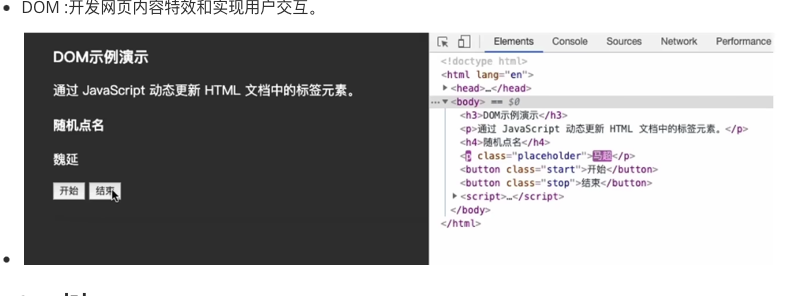 DOM :开发网页内容特效和实现用户交互。
DOM示例演示
通过 JavaScript 动态更新 HTML 文档中的标签元素。
随机点名
魏延
开始 结束
Elements Console Sources Network Performance
<!doctype html>
<html lang="en">
<head>…</head>
<body> == $0
<h3>DOM示例演示</h3>
<p>通过 JavaScript 动态更新 HTML 文档中的标签元素。</p>
<h4>随机点名</h4>
<p class="placeholder">马超</p>
<button class="start">开始</button>
<button class="stop">结束</button>
<script>…</script>
</body>
</html>